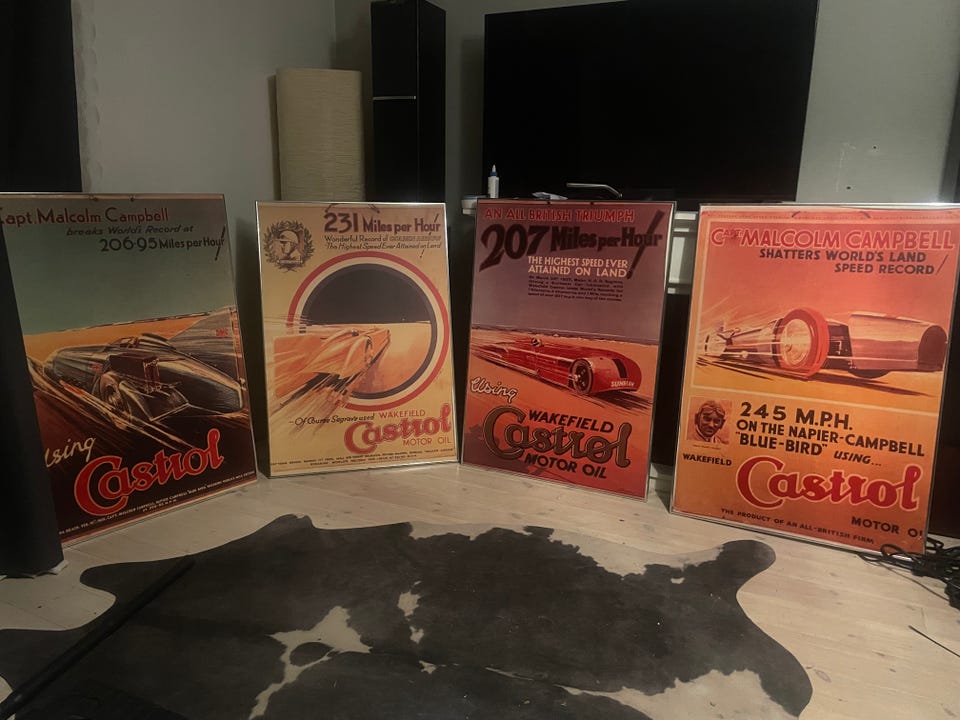 Capt. Malcolm Campbell
breaks World's Record at
206·95 Miles per Hour!
Using
Castrol
231 Miles per Hour!
Wonderful Record of GOLDEN ARROW
The Highest Speed Ever Attained on Land!
-Of Course Segrave used WAKEFIELD
Castrol
MOTOR OIL
AN ALL BRITISH TRIUMPH
207 Miles per Hour!
THE HIGHEST SPEED EVER
ATTAINED ON LAND!
SUNBEAM
Using
WAKEFIELD
Castrol
MOTOR OIL
CAPT. MALCOLM CAMPBELL
SHATTERS WORLD'S LAND
SPEED RECORD!
245 M.P.H.
ON THE NAPIER-CAMPBELL
"BLUE-BIRD" USING...
WAKEFIELD
Castrol
MOTOR OI
THE PRODUCT OF AN ALL-BRITISH FIRM